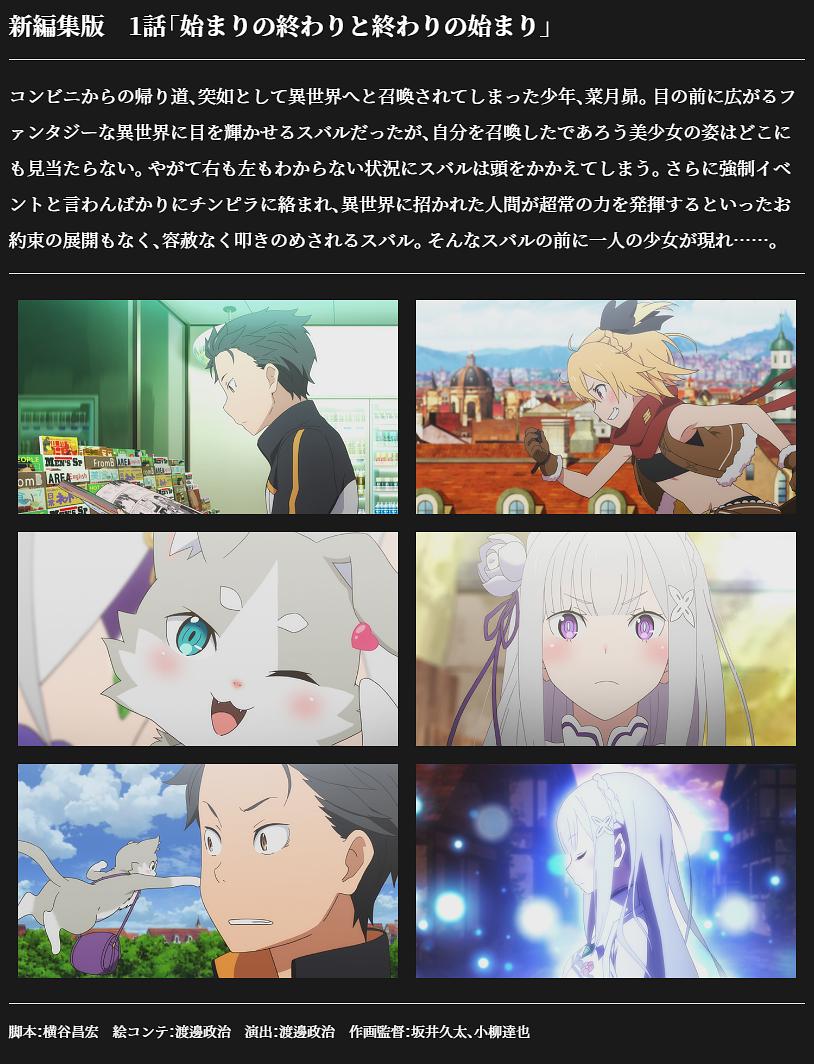 新編集版　1話「始まりの終わりと終わりの始まり」
コンビニからの帰り道、突如として異世界へと召喚されてしまった少年、菜月昴。目の前に広がるフ
ァンタジーな異世界に目を輝かせるスバルだったが、自分を召喚したであろう美少女の姿はどこに
も見当たらない。やがて右も左もわからない状況にスバルは頭をかかえてしまう。さらに強制イベ
ントと言わんばかりにチンピラに絡まれ、異世界に招かれた人間が超常の力を発揮するといったお
約束の展開もなく、容赦なく叩きのめされるスバル。そんなスバルの前に一人の少女が現れ……。
PEOPLE
MEN'S Sp
FromB
AREA
AREA English
脚本：横谷昌宏　絵コンテ：渡邊政治　演出：渡邊政治　作画監督：坂井久太、小柳達也